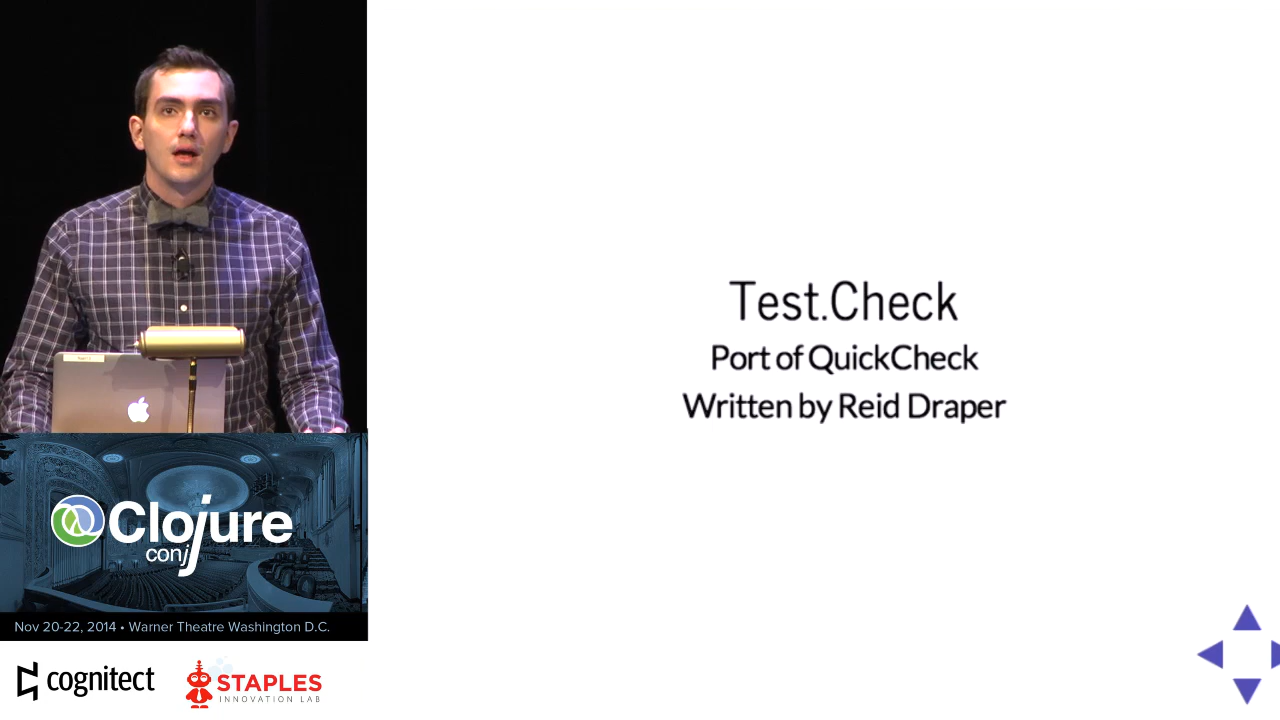 Test.Check
Port of QuickCheck
Written by Reid Draper
Clojure
conj
Nov 20-22, 2014 • Warner Theatre Washington D.C.
cognitect
STAPLES
INNOVATION LAB